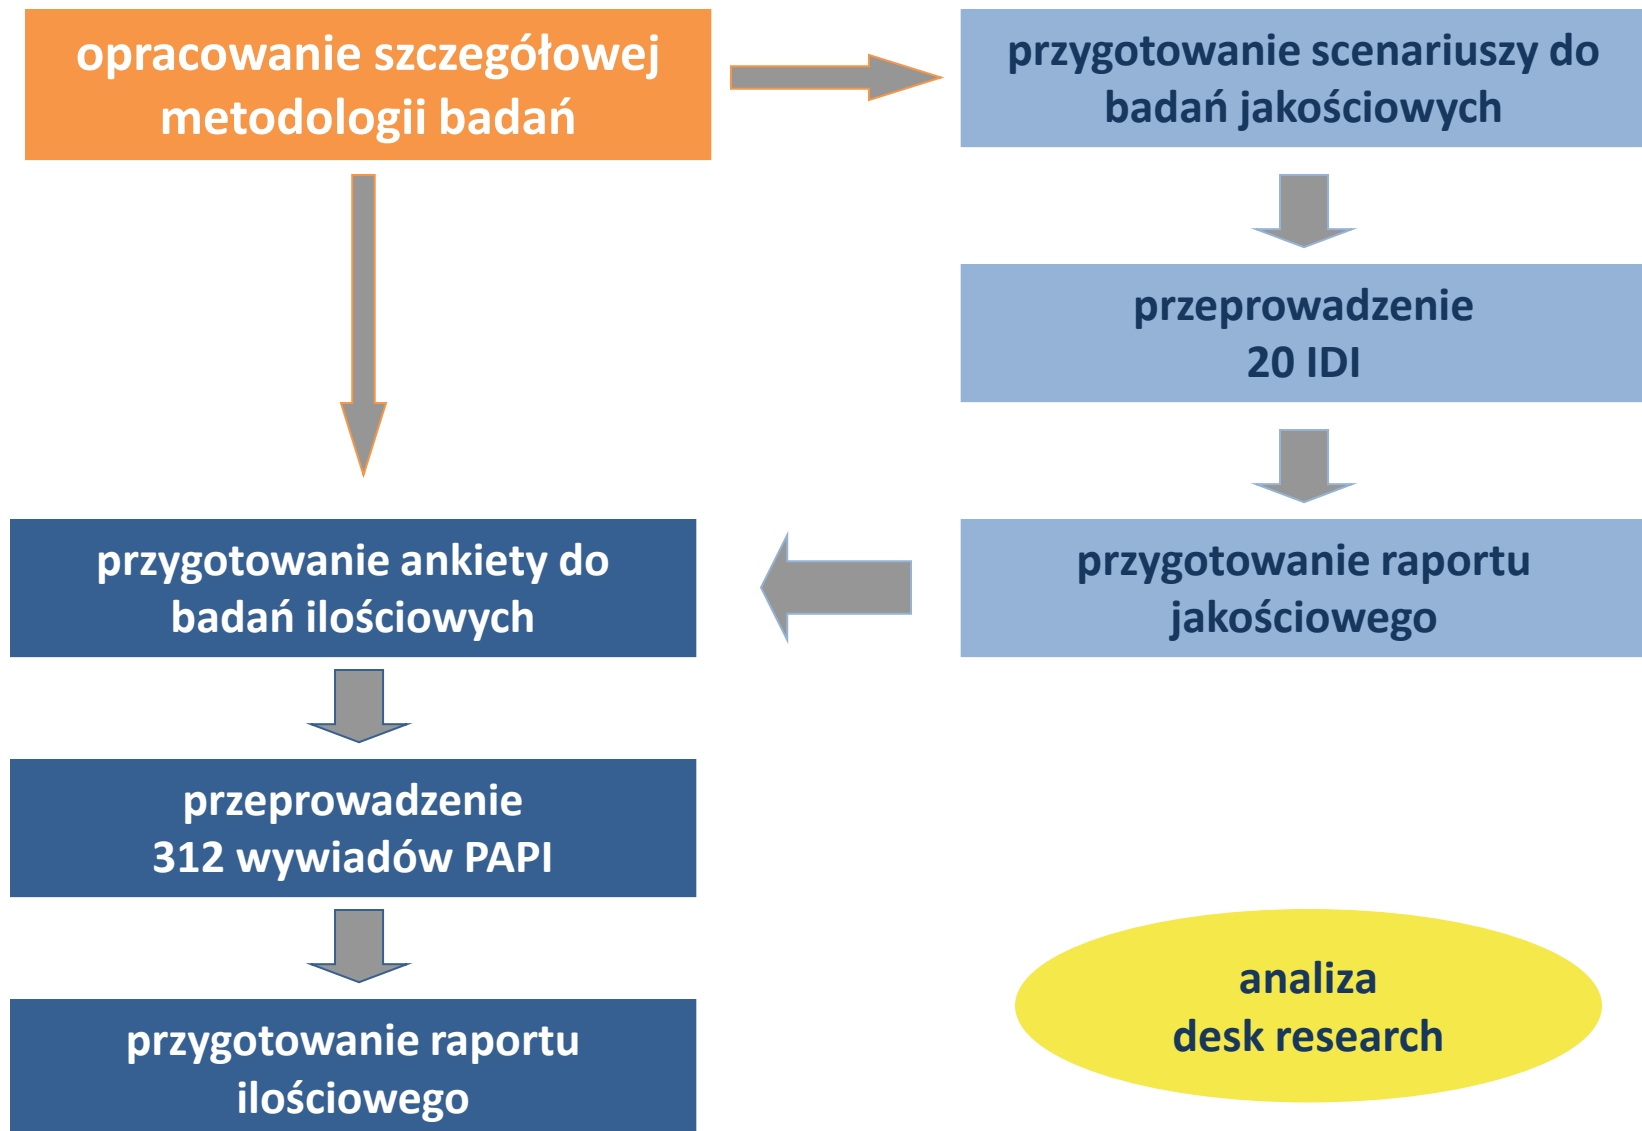 opracowanie szczegółowej
metodologii badań
przygotowanie scenariuszy do
badań jakościowych
przeprowadzenie
20 IDI
przygotowanie raportu
jakościowego
przygotowanie ankiety do
badań ilościowych
przeprowadzenie
312 wywiadów PAPI
przygotowanie raportu
ilościowego
analiza
desk research